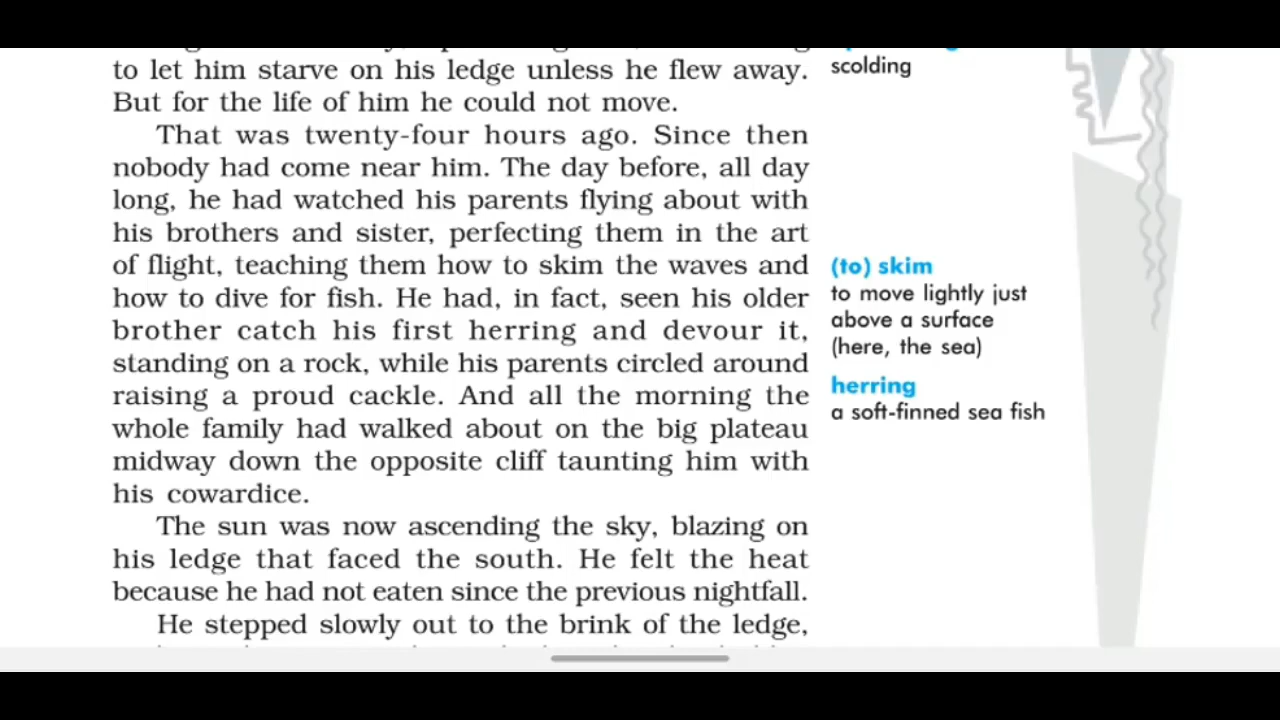 to let him starve on his ledge unless he flew away.
But for the life of him he could not move.
That was twenty-four hours ago. Since then
nobody had come near him. The day before, all day
long, he had watched his parents flying about with
his brothers and sister, perfecting them in the art
of flight, teaching them how to skim the waves and
how to dive for fish. He had, in fact, seen his older
brother catch his first herring and devour it,
standing on a rock, while his parents circled around
raising a proud cackle. And all the morning the
whole family had walked about on the big plateau
midway down the opposite cliff taunting him with
his cowardice.
The sun was now ascending the sky, blazing on
his ledge that faced the south. He felt the heat
because he had not eaten since the previous nightfall.
He stepped slowly out to the brink of the ledge,
scolding
(to) skim
to move lightly just
above a surface
(here, the sea)
herring
a soft-finned sea fish